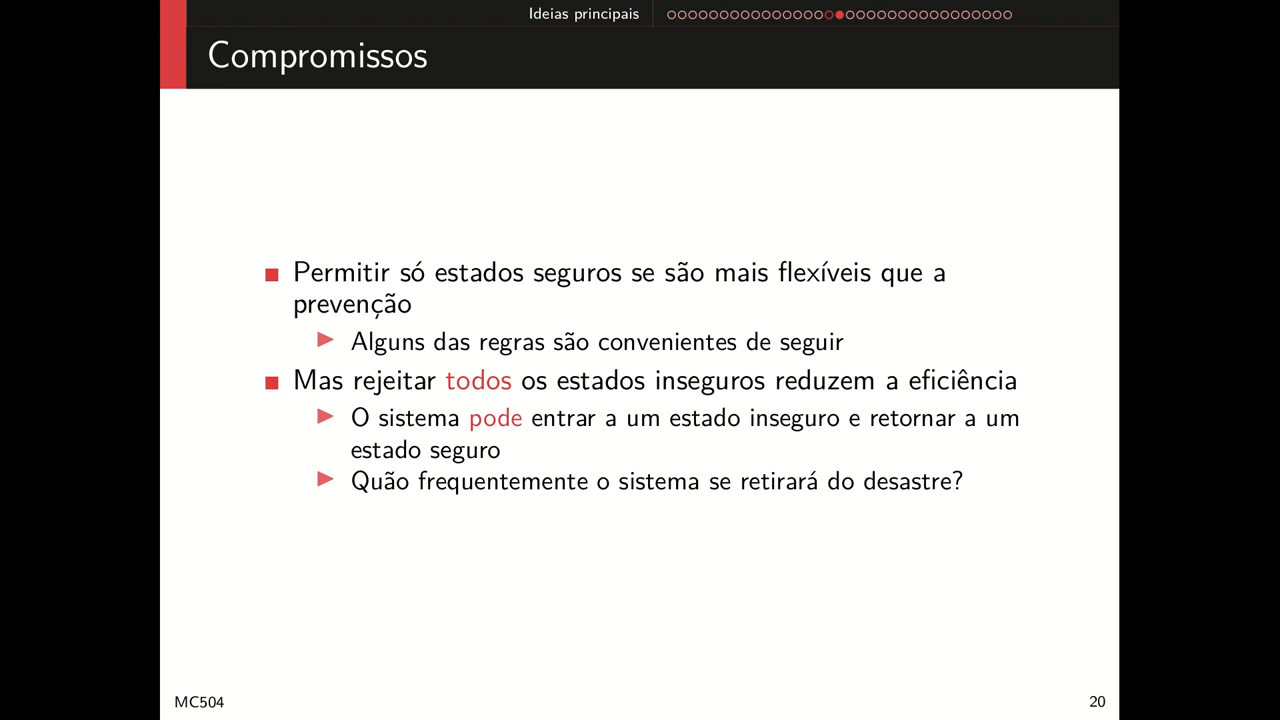 Ideias principais
Compromissos
Permitir só estados seguros se são mais flexíveis que a
prevenção
Alguns das regras são convenientes de seguir
Mas rejeitar todos os estados inseguros reduzem a eficiência
O sistema pode entrar a um estado inseguro e retornar a um
estado seguro
Quão frequentemente o sistema se retirará do desastre?
MC504
20